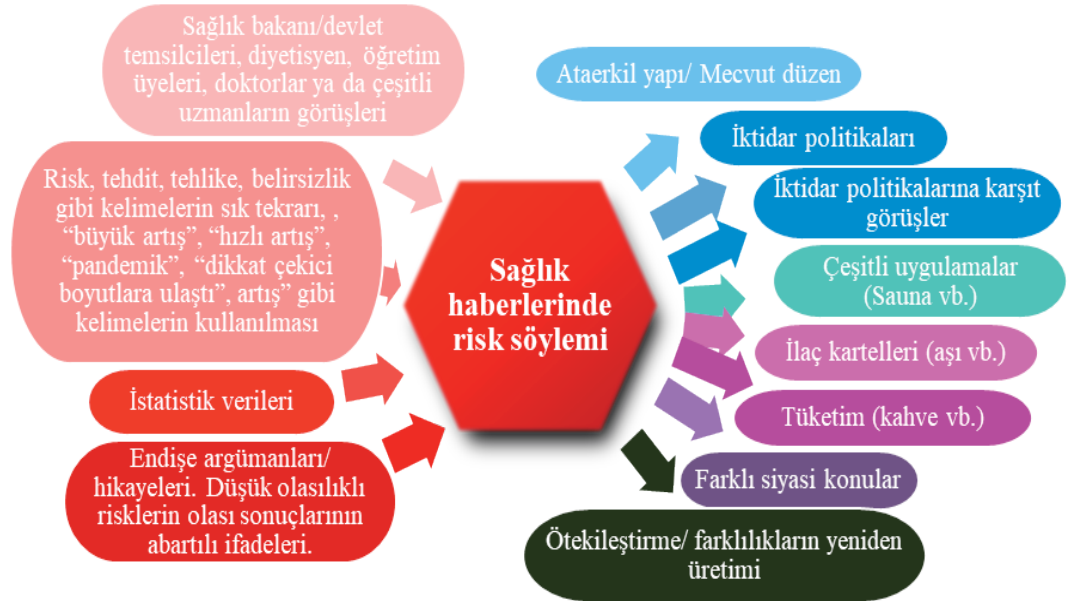 Sağlık bakanı/devlet
temsilcileri, diyetisyen, öğretim
üyeleri, doktorlar ya da çeşitli
uzmanların görüşleri
Risk, tehdit, tehlike, belirsizlik
gibi kelimelerin sık tekrarı, ,
“büyük artış”, “hızlı artış”,
“pandemik”, “dikkat çekici
boyutlara ulaştı”, artış” gibi
kelimelerin kullanılması
İstatistik verileri
Endişe argümanları/
hikayeleri. Düşük olasılıklı
risklerin olası sonuçlarının
abartılı ifadeleri.
Sağlık
haberlerinde
risk söylemi
Ataerkil yapı/ Mecvut düzen
İktidar politikaları
İktidar politikalarına karşıt
görüşler
Çeşitli uygulamalar
(Sauna vb.)
İlaç kartelleri (aşı vb.)
Tüketim (kahve vb.)
Farklı siyasi konular
Ötekileştirme/ farklılıkların yeniden
üretimi